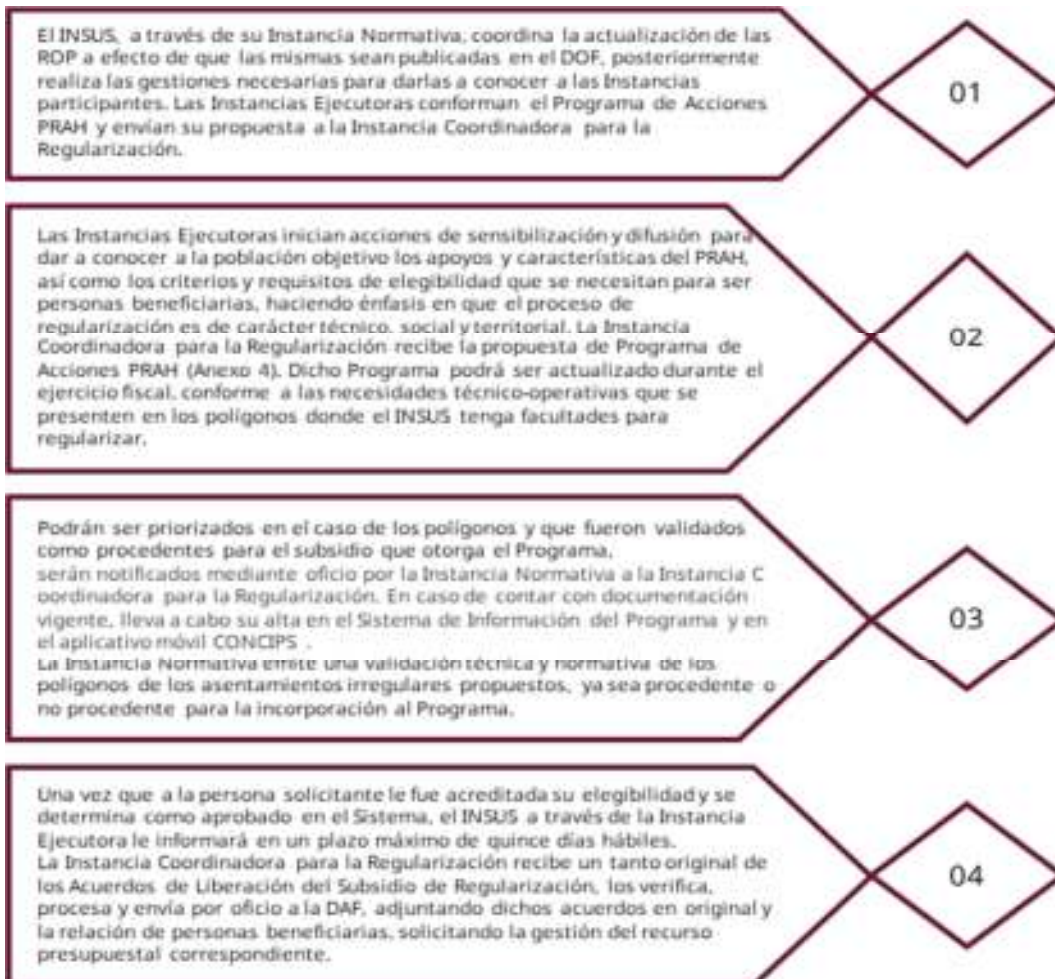 El INSUS, a través de su Instancia Normativa, coordina la actualización de las
ROP a efecto de que las mismas sean publicadas en el DOF, posteriormente
realiza las gestiones necesarias para darlas a conocer a las Instancias
participantes. Las Instancias Ejecutoras conforman el Programa de Acciones
PRAH y envían su propuesta a la Instancia Coordinadora para la
Regularización.
01
Las Instancias Ejecutoras inician acciones de sensibilización y difusión para
dar a conocer a la población objetivo los apoyos y características del PRAH,
así como los criterios y requisitos de elegibilidad que se necesitan para ser
personas beneficiarias, haciendo énfasis en que el proceso de
regularización es de carácter técnico, social y territorial. La Instancia
Coordinadora para la Regularización recibe la propuesta de Programa de
Acciones PRAH (Anexo 4). Dicho Programa podrá ser actualizado durante el
ejercicio fiscal, conforme a las necesidades técnico-operativas que se
presenten en los polígonos donde el INSUS tenga facultades para
regularizar.
02
Podrán ser priorizados en el caso de los polígonos y que fueron validados
como procedentes para el subsidio que otorga el Programa,
serán notificados mediante oficio por la Instancia Normativa a la Instancia C
oordinadora para la Regularización. En caso de contar con documentación
vigente, lleva a cabo su alta en el Sistema de Información del Programa y en
el aplicativo móvil CONCIPS .
La Instancia Normativa emite una validación técnica y normativa de los
polígonos de los asentamientos irregulares propuestos, ya sea procedente o
no procedente para la incorporación al Programa.
03
Una vez que a la persona solicitante le fue acreditada su elegibilidad y se
determina como aprobado en el Sistema, el INSUS a través de la Instancia
Ejecutora le informará en un plazo máximo de quince días hábiles.
La Instancia Coordinadora para la Regularización recibe un tanto original de
los Acuerdos de Liberación del Subsidio de Regularización, los verifica,
procesa y envía por oficio a la DAF, adjuntando dichos acuerdos en original y
la relación de personas beneficiarias, solicitando la gestión del recurso
presupuestal correspondiente.
04